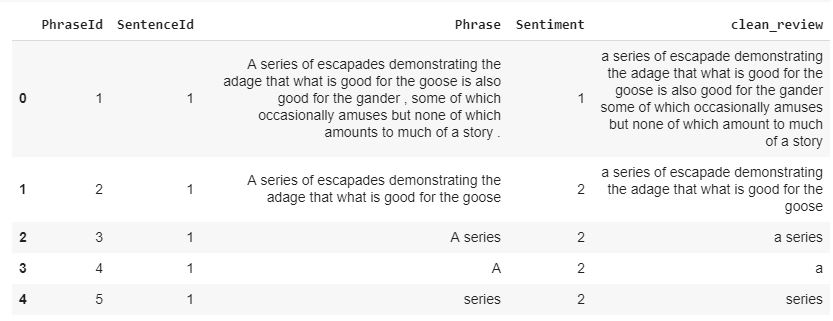 PhraseId SentenceId Phrase Sentiment clean_review
0 1 1 A series of escapades demonstrating the adage that what is good for the goose is also good for the gander , some of which occasionally amuses but none of which amounts to much of a story . 1 a series of escapade demonstrating the adage that what is good for the goose is also good for the gander some of which occasionally amuses but none of which amount to much of a story
1 2 1 A series of escapades demonstrating the adage that what is good for the goose 2 a series of escapade demonstrating the adage that what is good for the goose
2 3 1 A series 2 a series
3 4 1 A 2 a
4 5 1 series 2 series